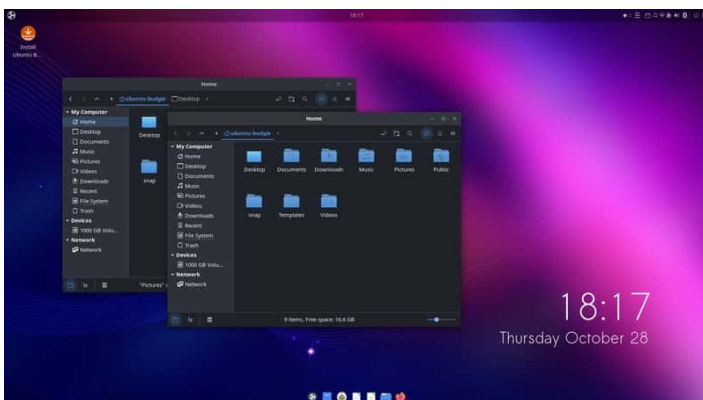 18:17
Install
Ubuntu B...
Home
ubuntu-budgie
Desktop
My Computer
Home
Desktop
Documents
Music
Pictures
Videos
Downloads
Recent
File System
Trash
Devices
1000 GB Volu...
Network
Network
Desktop
snap
"Pictures"
Home
ubuntu-budgie
My Computer
Home
Desktop
Documents
Music
Pictures
Videos
Downloads
Recent
File System
Trash
Devices
1000 GB Volu...
Network
Network
Desktop Documents Downloads Music Pictures Public
snap Templates Videos
9 items, Free space: 16.6 GB
18:17
Thursday October 28